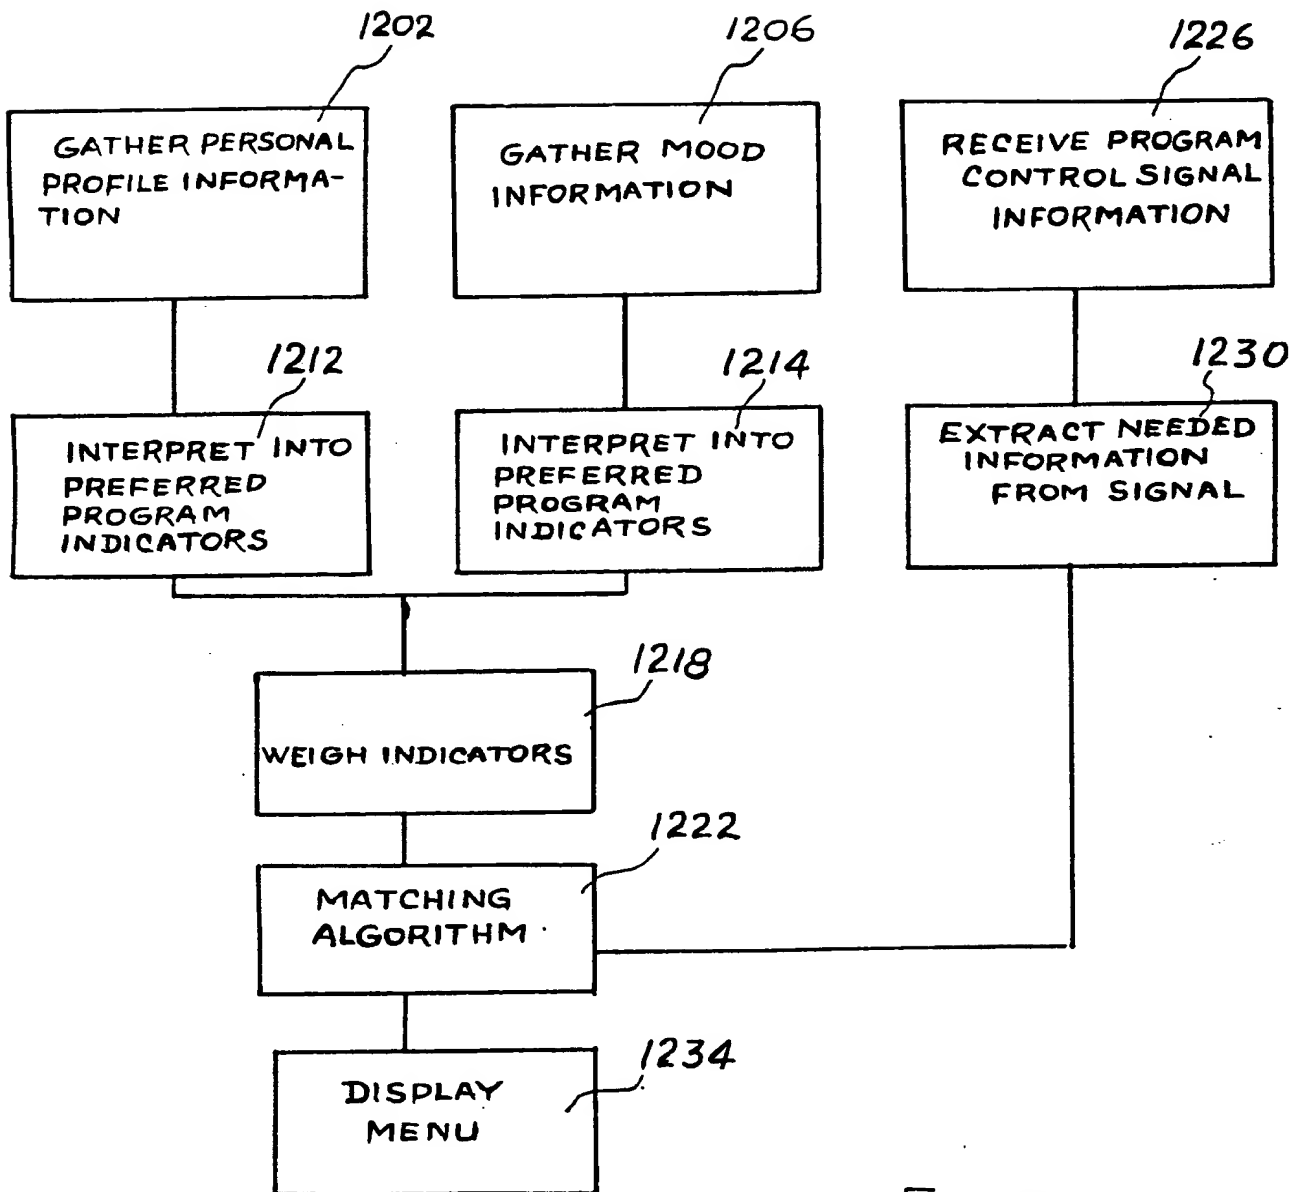 1202
1206
1226
GATHER PERSONAL
PROFILE INFORMA-
TION
GATHER MOOD
INFORMATION
RECEIVE PROGRAM
CONTROL SIGNAL
INFORMATION
1212
1214
1230
INTERPRET INTO
PREFERRED
PROGRAM
INDICATORS
INTERPRET INTO
PREFERRED
PROGRAM
INDICATORS
EXTRACT NEEDED
INFORMATION
FROM SIGNAL
1218
WEIGH INDICATORS
1222
MATCHING
ALGORITHM
1234
DISPLAY
MENU